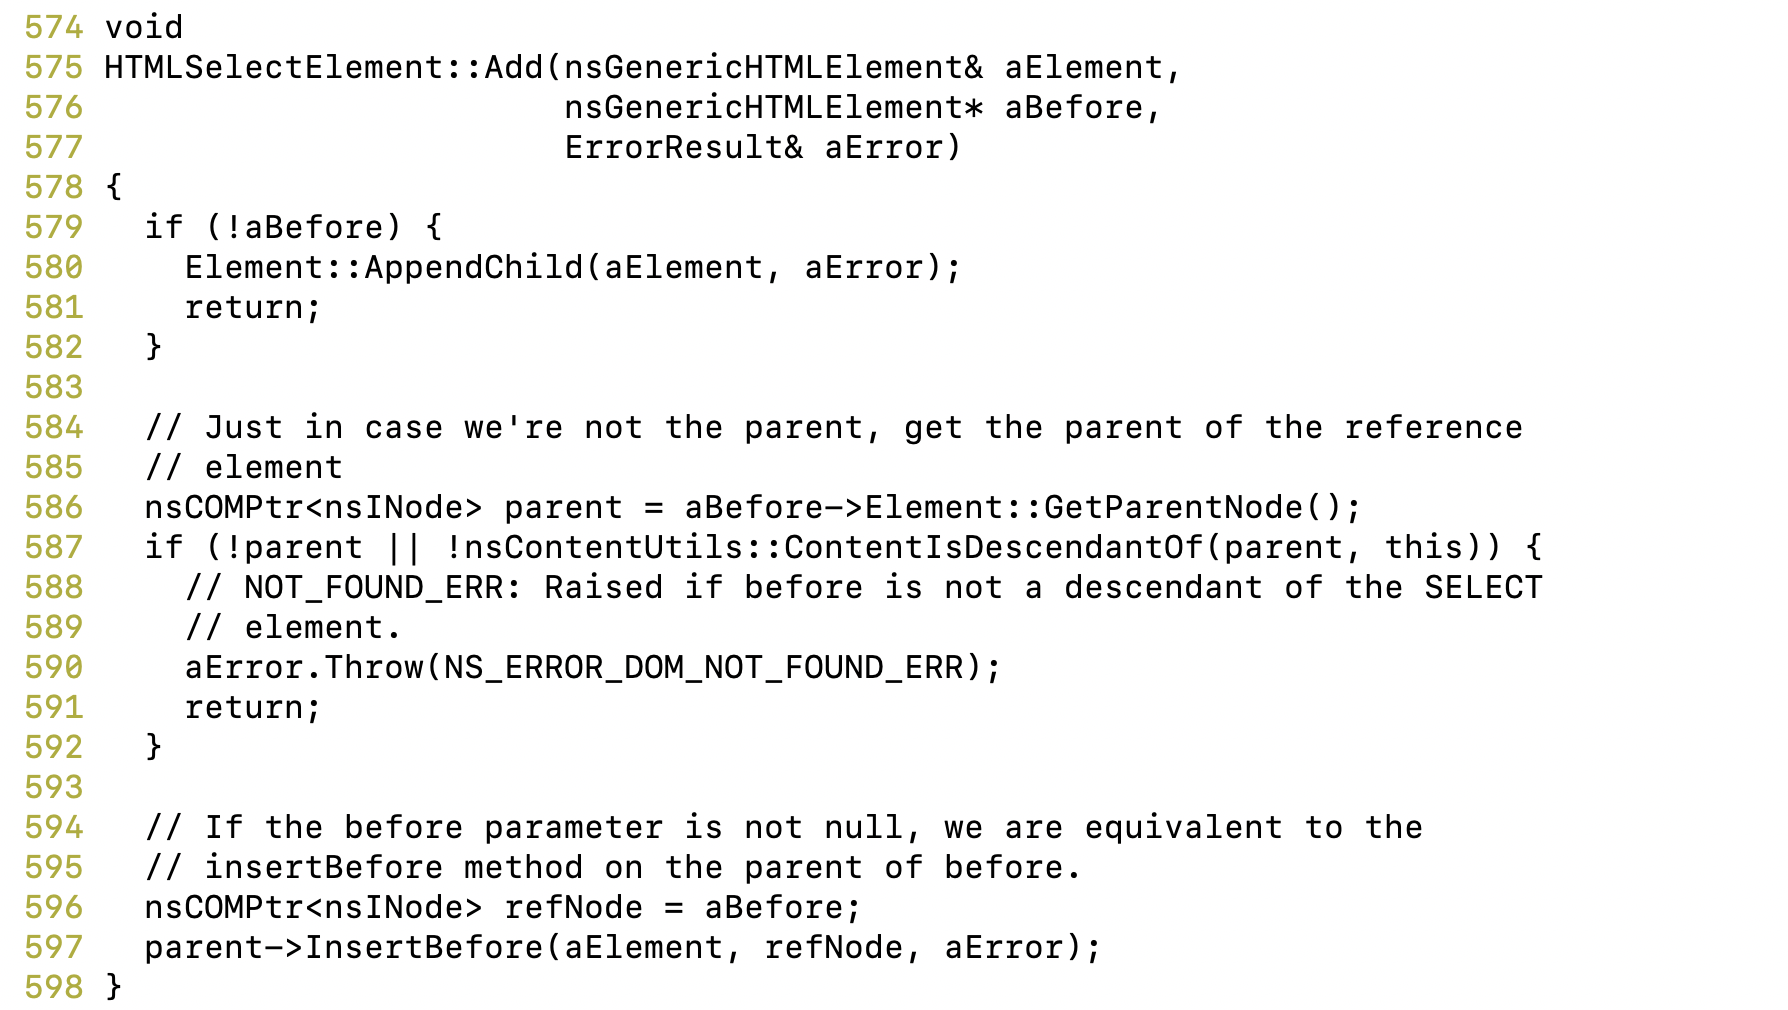 574 void
575 HTMLSelectElement::Add(nsGenericHTMLElement& aElement,
576                        nsGenericHTMLElement* aBefore,
577                        ErrorResult& aError)
578 {
579   if (!aBefore) {
580     Element::AppendChild(aElement, aError);
581     return;
582   }
583
584   // Just in case we're not the parent, get the parent of the reference
585   // element
586   nsCOMPtr<nsINode> parent = aBefore->Element::GetParentNode();
587   if (!parent || !nsContentUtils::ContentIsDescendantOf(parent, this)) {
588     // NOT_FOUND_ERR: Raised if before is not a descendant of the SELECT
589     // element.
590     aError.Throw(NS_ERROR_DOM_NOT_FOUND_ERR);
591     return;
592   }
593
594   // If the before parameter is not null, we are equivalent to the
595   // insertBefore method on the parent of before.
596   nsCOMPtr<nsINode> refNode = aBefore;
597   parent->InsertBefore(aElement, refNode, aError);
598 }